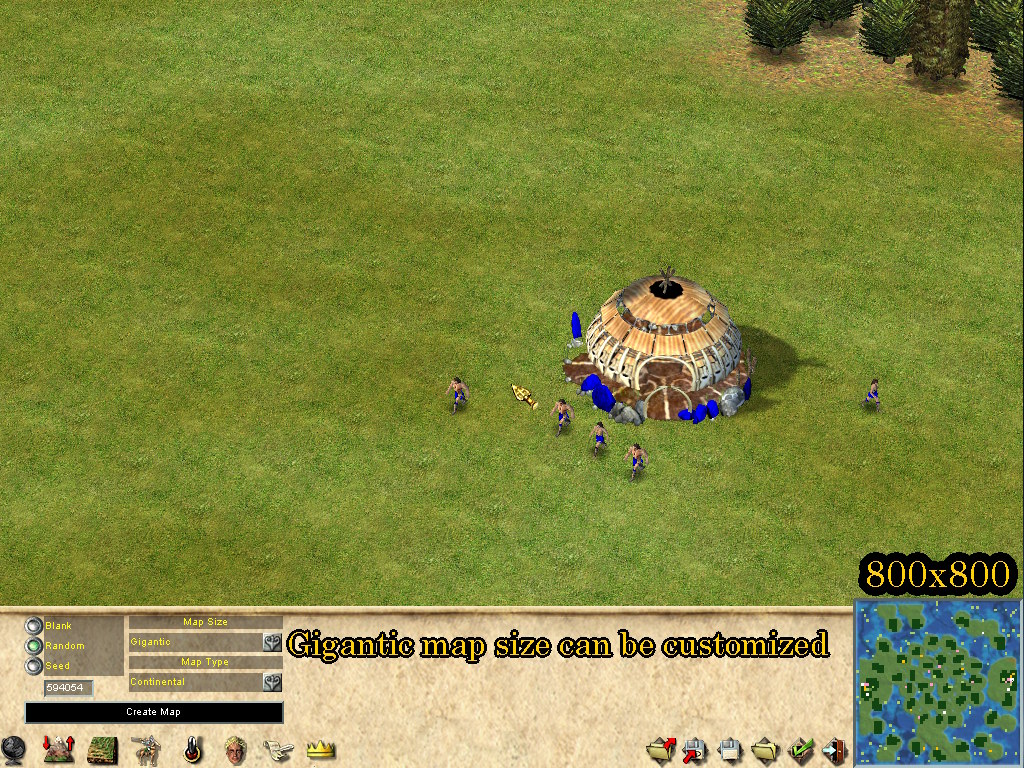 800x800
Blank
Random
Seed
594054
Map Size
Gigantic
Map Type
Continental
Create Map
Gigantic map size can be customized